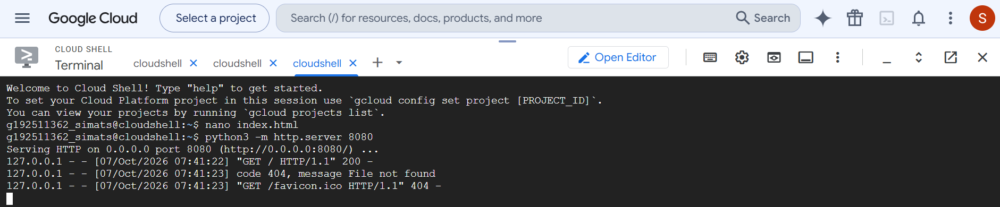 Google Cloud
Select a project
Search (/) for resources, docs, products, and more
Search
S
CLOUD SHELL
Terminal
cloudshell
cloudshell
cloudshell
Open Editor
Welcome to Cloud Shell! Type "help" to get started.
To set your Cloud Platform project in this session use `gcloud config set project [PROJECT_ID]`.
You can view your projects by running `gcloud projects list`.
g192511362_simats@cloudshell:~$ nano index.html
g192511362_simats@cloudshell:~$ python3 -m http.server 8080
Serving HTTP on 0.0.0.0 port 8080 (http://0.0.0.0:8080/) ...
127.0.0.1 - - [07/Oct/2026 07:41:22] "GET / HTTP/1.1" 200 -
127.0.0.1 - - [07/Oct/2026 07:41:23] code 404, message File not found
127.0.0.1 - - [07/Oct/2026 07:41:23] "GET /favicon.ico HTTP/1.1" 404 -